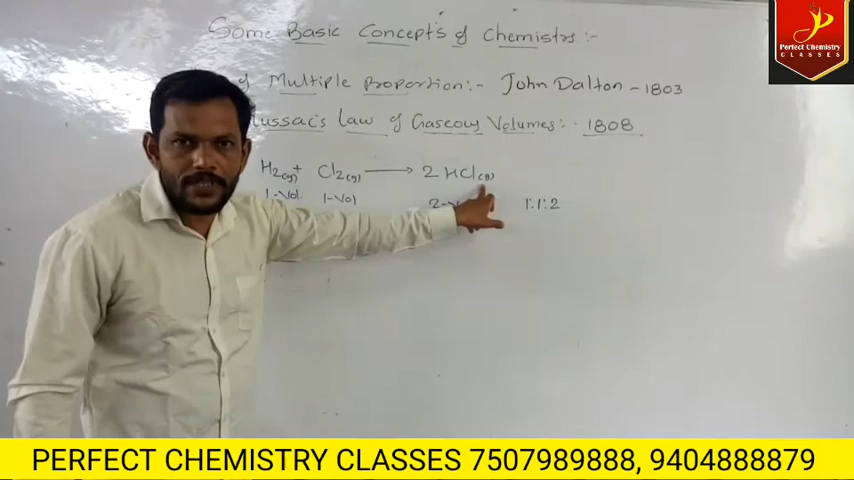 Some Basic Concepts of Chemistry :-
of Multiple Proportion :- John Dalton - 1803
Law of Gaseous Volumes :- 1808
H2(g) + Cl2(g) → 2 HCl(g)
1-Vol. 1-Vol 1:1:2
Perfect Chemistry
CLASSES
PERFECT CHEMISTRY CLASSES 7507989888, 9404888879